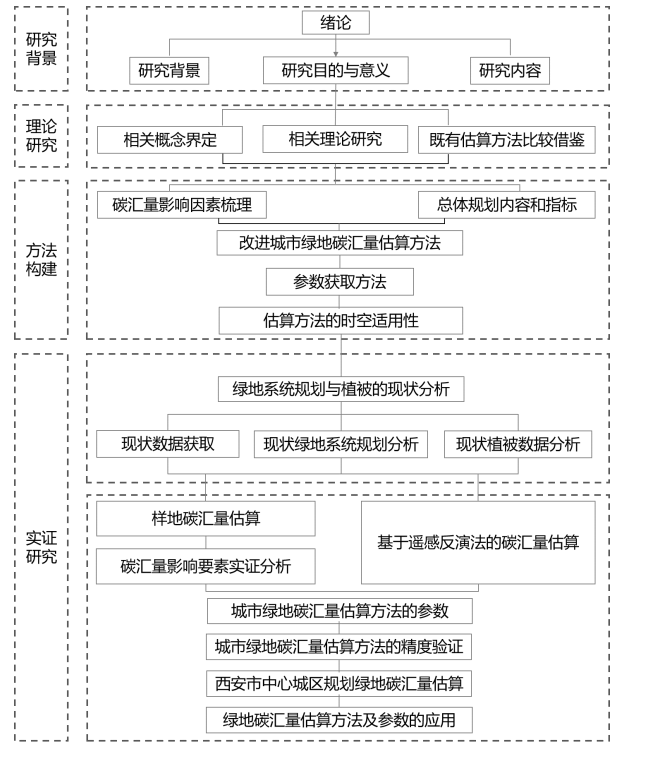 研究
背景
绪论
研究背景
研究目的与意义
研究内容
理论
研究
相关概念界定
相关理论研究
既有估算方法比较借鉴
方法
构建
碳汇量影响因素梳理
总体规划内容和指标
改进城市绿地碳汇量估算方法
参数获取方法
估算方法的时空适用性
实证
研究
绿地系统规划与植被的现状分析
现状数据获取
现状绿地系统规划分析
现状植被数据分析
样地碳汇量估算
碳汇量影响要素实证分析
基于遥感反演法的碳汇量估算
城市绿地碳汇量估算方法的参数
城市绿地碳汇量估算方法的精度验证
西安市中心城区规划绿地碳汇量估算
绿地碳汇量估算方法及参数的应用